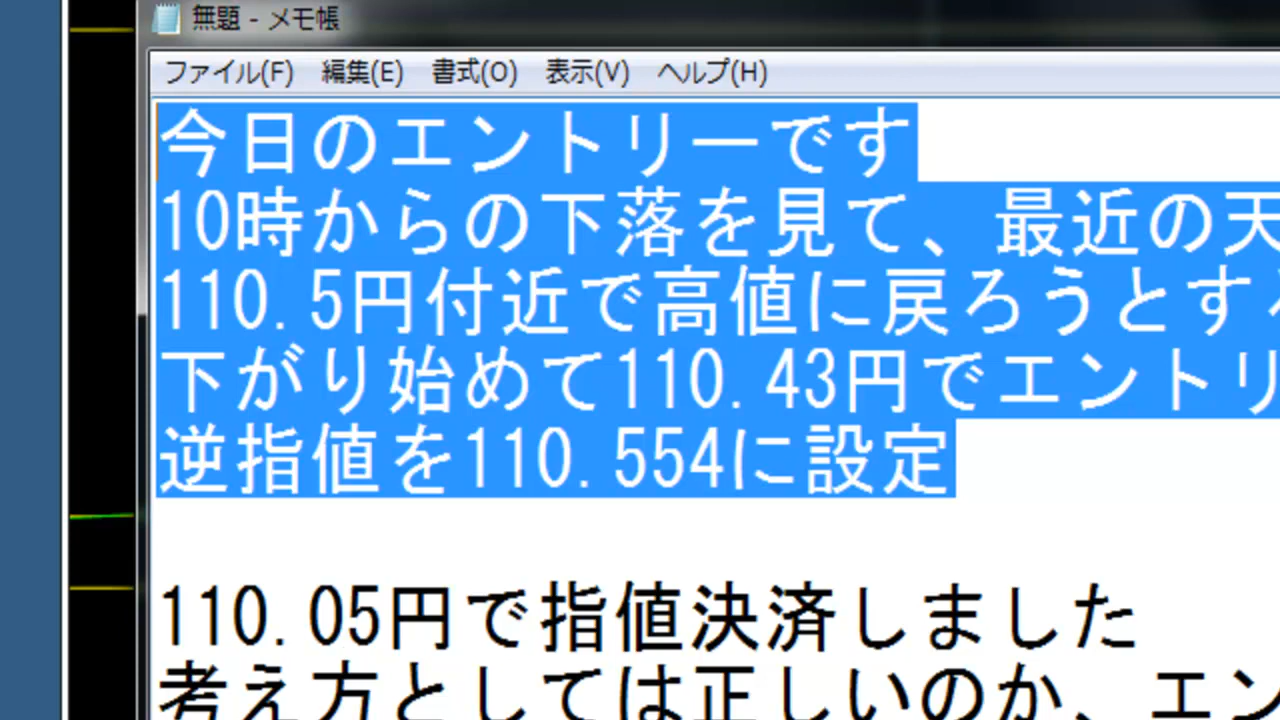 無題 - メモ帳
ファイル(F) 編集(E) 書式(O) 表示(V) ヘルプ(H)
今日のエントリーです
10時からの下落を見て、最近の天
110.5円付近で高値に戻ろうとする
下がり始めて110.43円でエントリ
逆指値を110.554に設定
110.05円で指値決済しました
考え方としては正しいのか、エン